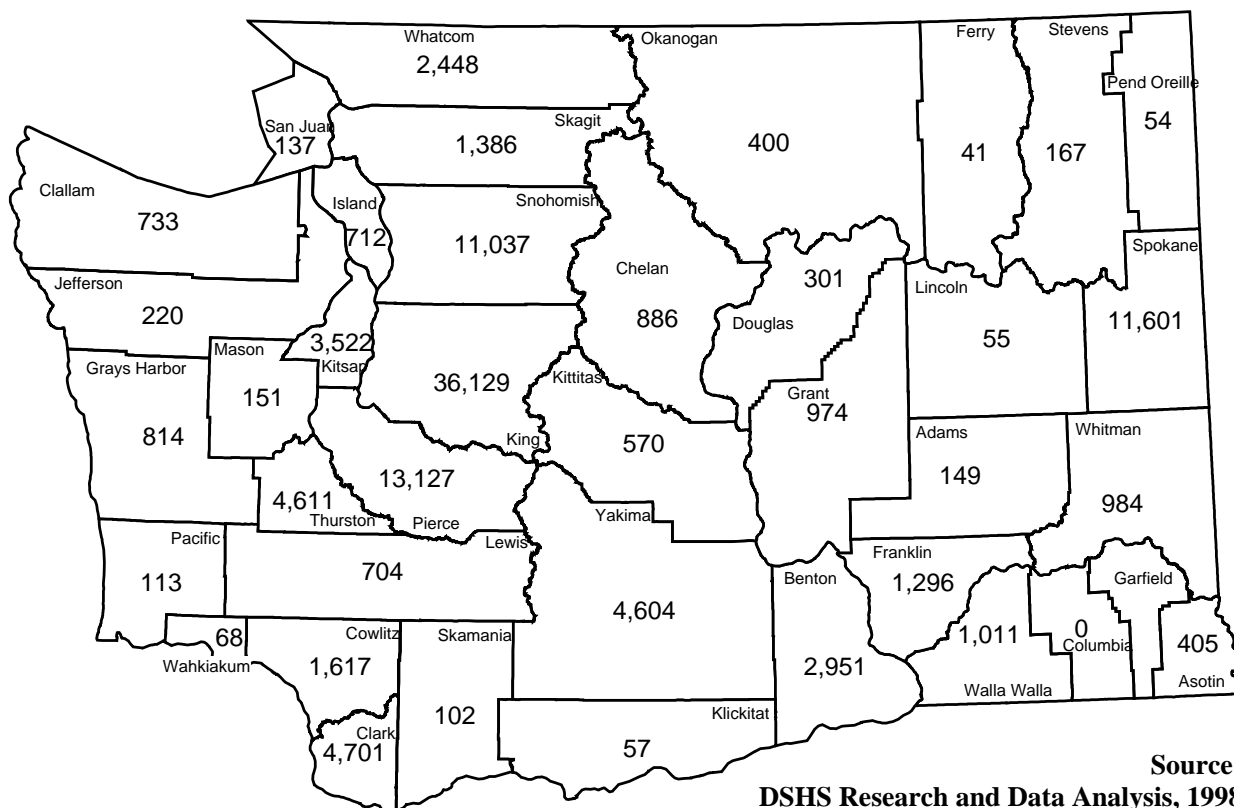 Whatcom
2,448
Okanogan
400
Ferry
41
Stevens
167
Pend Oreille
54
San Juan
137
Skagit
1,386
Clallam
733
Island
712
Snohomish
11,037
Chelan
886
301
Douglas
Spokane
11,601
Jefferson
220
Lincoln
55
3,522
Kitsap
Mason
151
Grays Harbor
814
36,129
King
Kittitas
570
Grant
974
Adams
149
Whitman
984
13,127
Pierce
4,611
Thurston
Yakima
4,604
Lewis
704
Pacific
113
Franklin
1,296
Benton
2,951
Garfield
0
Columbia
1,011
Walla Walla
405
Asotin
68
Wahkiakum
Cowlitz
1,617
Skamania
102
Klickitat
57
Clark
4,701
Source
DSHS Research and Data Analysis, 1998